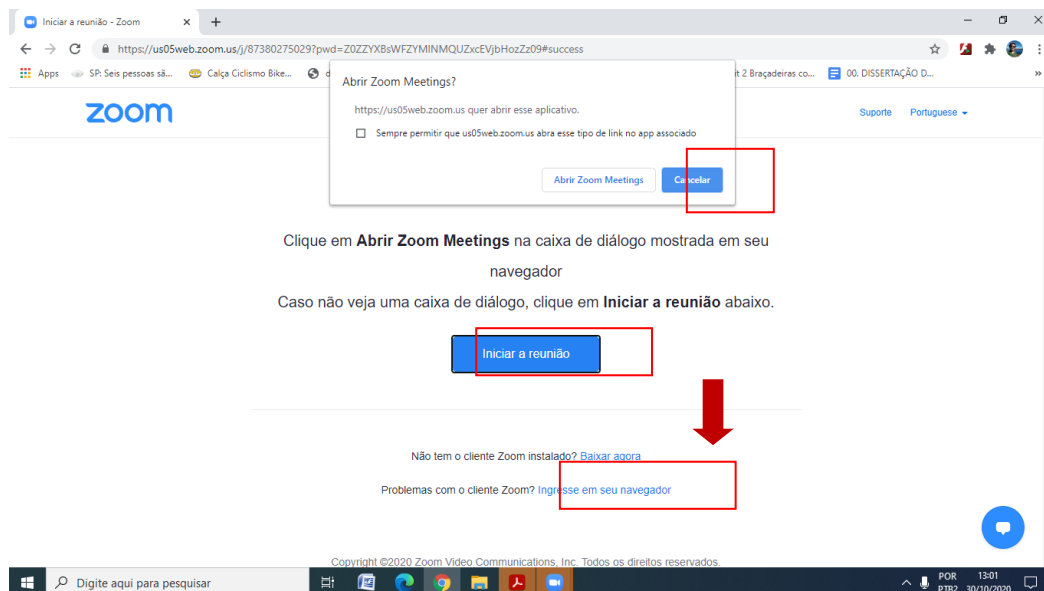 Iniciar a reunião - Zoom
https://us05web.zoom.us/j/87380275029?pwd=Z0ZZYXBsWFZYMINMQUZxcEVjbHozZz09#success
Apps SP: Seis pessoas sã... Calça Ciclismo Bike... it 2 Braçadeiras co... 00. DISSERTAÇÃO D... »
Abrir Zoom Meetings?
https://us05web.zoom.us quer abrir esse aplicativo.
Sempre permitir que us05web.zoom.us abra esse tipo de link no app associado
Abrir Zoom Meetings Cancelar
zoom Suporte Portuguese
Clique em Abrir Zoom Meetings na caixa de diálogo mostrada em seu
navegador
Caso não veja uma caixa de diálogo, clique em Iniciar a reunião abaixo.
Iniciar a reunião
Não tem o cliente Zoom instalado? Baixar agora
Problemas com o cliente Zoom? Ingresse em seu navegador
Copyright ©2020 Zoom Video Communications, Inc. Todos os direitos reservados.
Digite aqui para pesquisar
POR 13:01
PTB2 30/10/2020